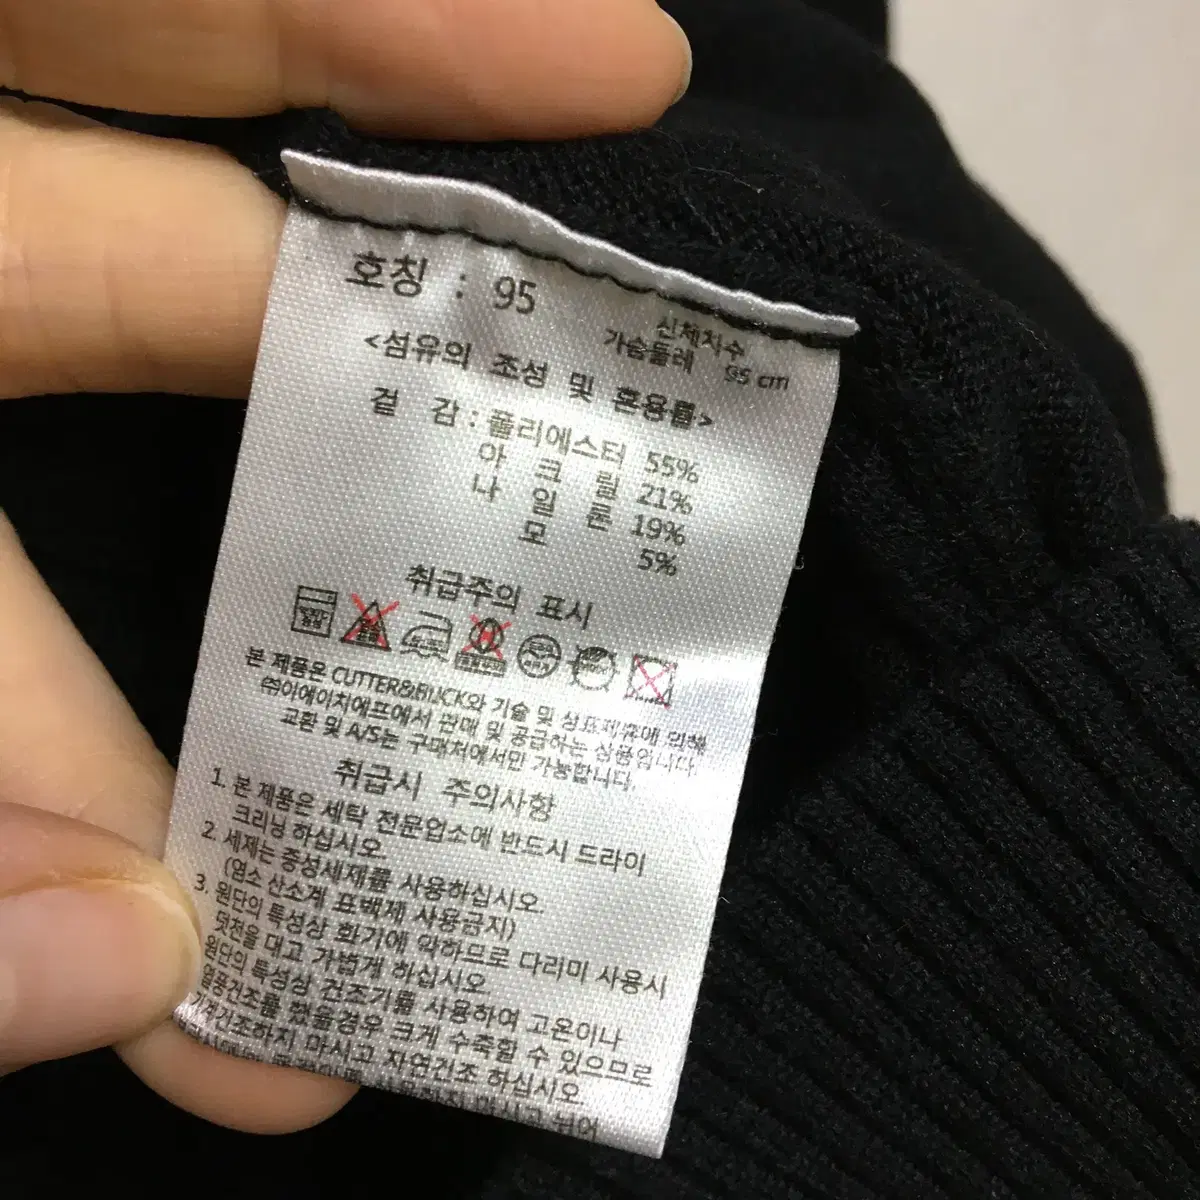 호칭 : 95
신체치수
가슴둘레 95 cm
<섬유의 조성 및 혼용률>
겉 감 : 폴리에스터 55%
아 크 릴 21%
나 일 론 19%
모 5%
취급주의 표시
본 제품은 CUTTER&BUCK와 기술 및 상표제휴에 의해
㈜아에이치에프에서 판매 및 공급하는 상품입니다.
교환 및 A/S는 구매처에서만 가능합니다.
취급시 주의사항
1. 본 제품은 세탁 전문업소에 반드시 드라이
크리닝 하십시오.
2. 세제는 중성세제를 사용하십시오.
(염소 산소계 표백제 사용금지)
3. 원단의 특성상 화기에 약하므로 다리미 사용시
덧천을 대고 가볍게 하십시오
원단의 특성상 건조기를 사용하여 고온이나
열풍건조를 했을경우 크게 수축할 수 있으므로
기계건조하지 마시고 자연건조 하십시오
마시고 뉘어